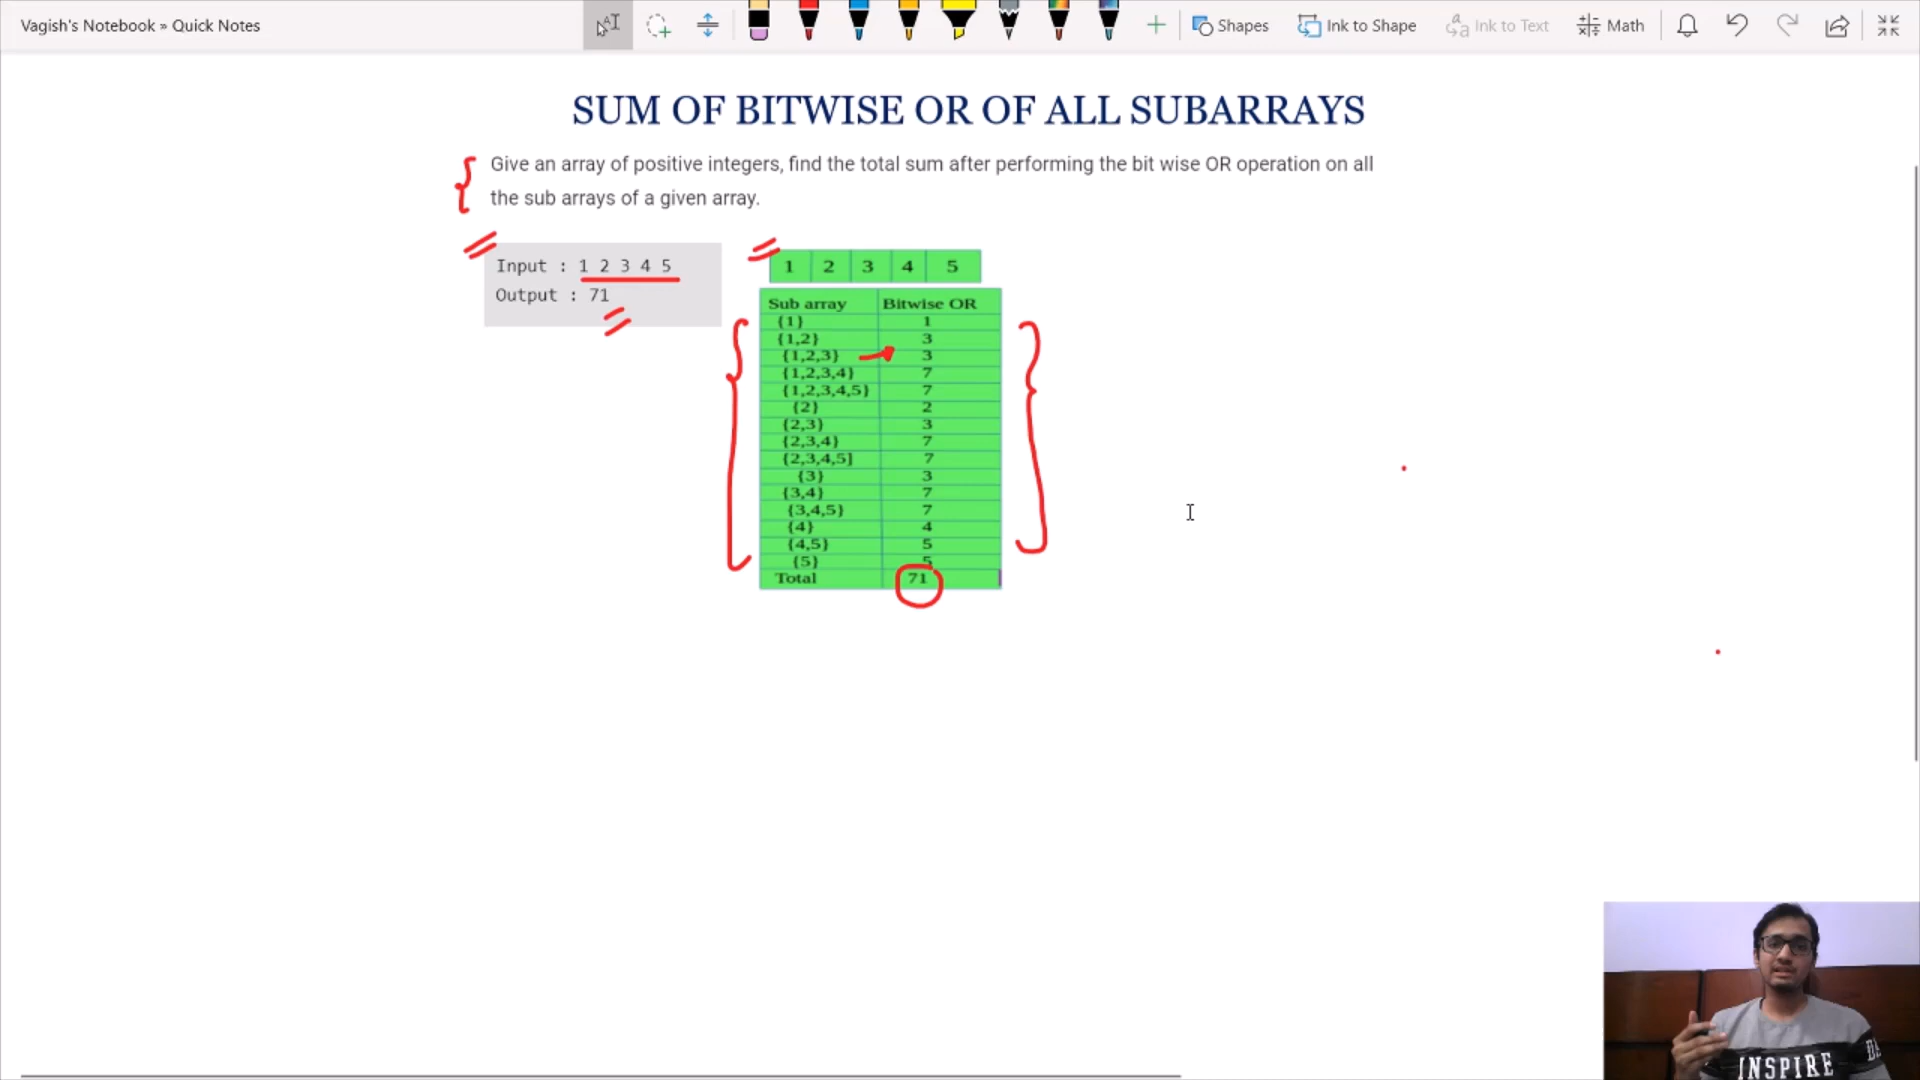 Vagish's Notebook » Quick Notes
Shapes
Ink to Shape
Ink to Text
Math
SUM OF BITWISE OR OF ALL SUBARRAYS
Give an array of positive integers, find the total sum after performing the bit wise OR operation on all
the sub arrays of a given array.
Input : 1 2 3 4 5
Output : 71
1 2 3 4 5
Sub array Bitwise OR
{1} 1
{1,2} 3
{1,2,3} 3
{1,2,3,4} 7
{1,2,3,4,5} 7
{2} 2
{2,3} 3
{2,3,4} 7
{2,3,4,5] 7
{3} 3
{3,4} 7
{3,4,5} 7
{4} 4
{4,5} 5
{5} 5
Total 71
INSPIRE